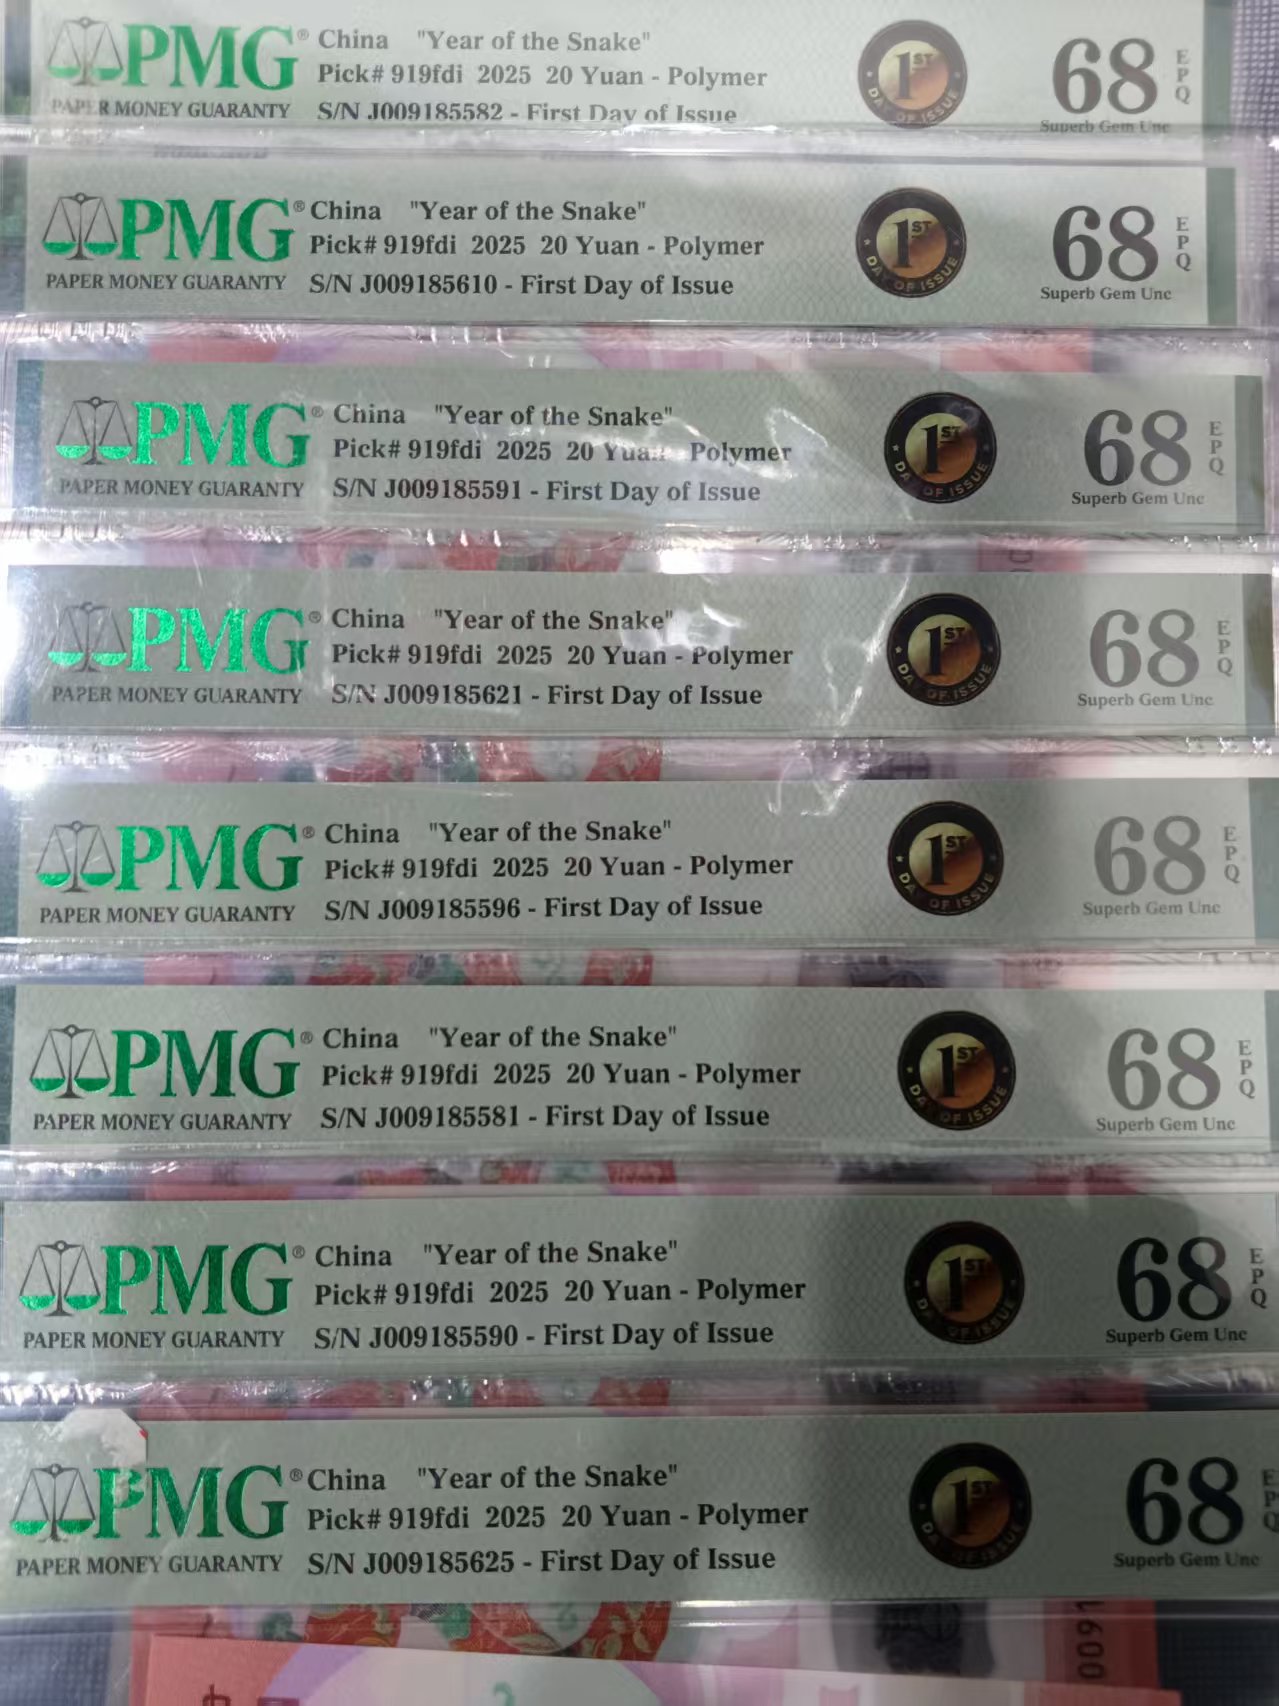 PMG® China "Year of the Snake"
Pick# 919fdi 2025 20 Yuan - Polymer
PAPER MONEY GUARANTY S/N J009185582 - First Day of Issue
1ST DAY OF ISSUE
68 EPQ
Superb Gem Unc
PMG® China "Year of the Snake"
Pick# 919fdi 2025 20 Yuan - Polymer
PAPER MONEY GUARANTY S/N J009185610 - First Day of Issue
1ST DAY OF ISSUE
68 EPQ
Superb Gem Unc
PMG® China "Year of the Snake"
Pick# 919fdi 2025 20 Yuan - Polymer
PAPER MONEY GUARANTY S/N J009185591 - First Day of Issue
1ST DAY OF ISSUE
68 EPQ
Superb Gem Unc
PMG® China "Year of the Snake"
Pick# 919fdi 2025 20 Yuan - Polymer
PAPER MONEY GUARANTY S/N J009185621 - First Day of Issue
1ST DAY OF ISSUE
68 EPQ
Superb Gem Unc
PMG® China "Year of the Snake"
Pick# 919fdi 2025 20 Yuan - Polymer
PAPER MONEY GUARANTY S/N J009185596 - First Day of Issue
1ST DAY OF ISSUE
68 EPQ
Superb Gem Unc
PMG® China "Year of the Snake"
Pick# 919fdi 2025 20 Yuan - Polymer
PAPER MONEY GUARANTY S/N J009185581 - First Day of Issue
1ST DAY OF ISSUE
68 EPQ
Superb Gem Unc
PMG® China "Year of the Snake"
Pick# 919fdi 2025 20 Yuan - Polymer
PAPER MONEY GUARANTY S/N J009185590 - First Day of Issue
1ST DAY OF ISSUE
68 EPQ
Superb Gem Unc
PMG® China "Year of the Snake"
Pick# 919fdi 2025 20 Yuan - Polymer
PAPER MONEY GUARANTY S/N J009185625 - First Day of Issue
1ST DAY OF ISSUE
68 EPQ
Superb Gem Unc
0091